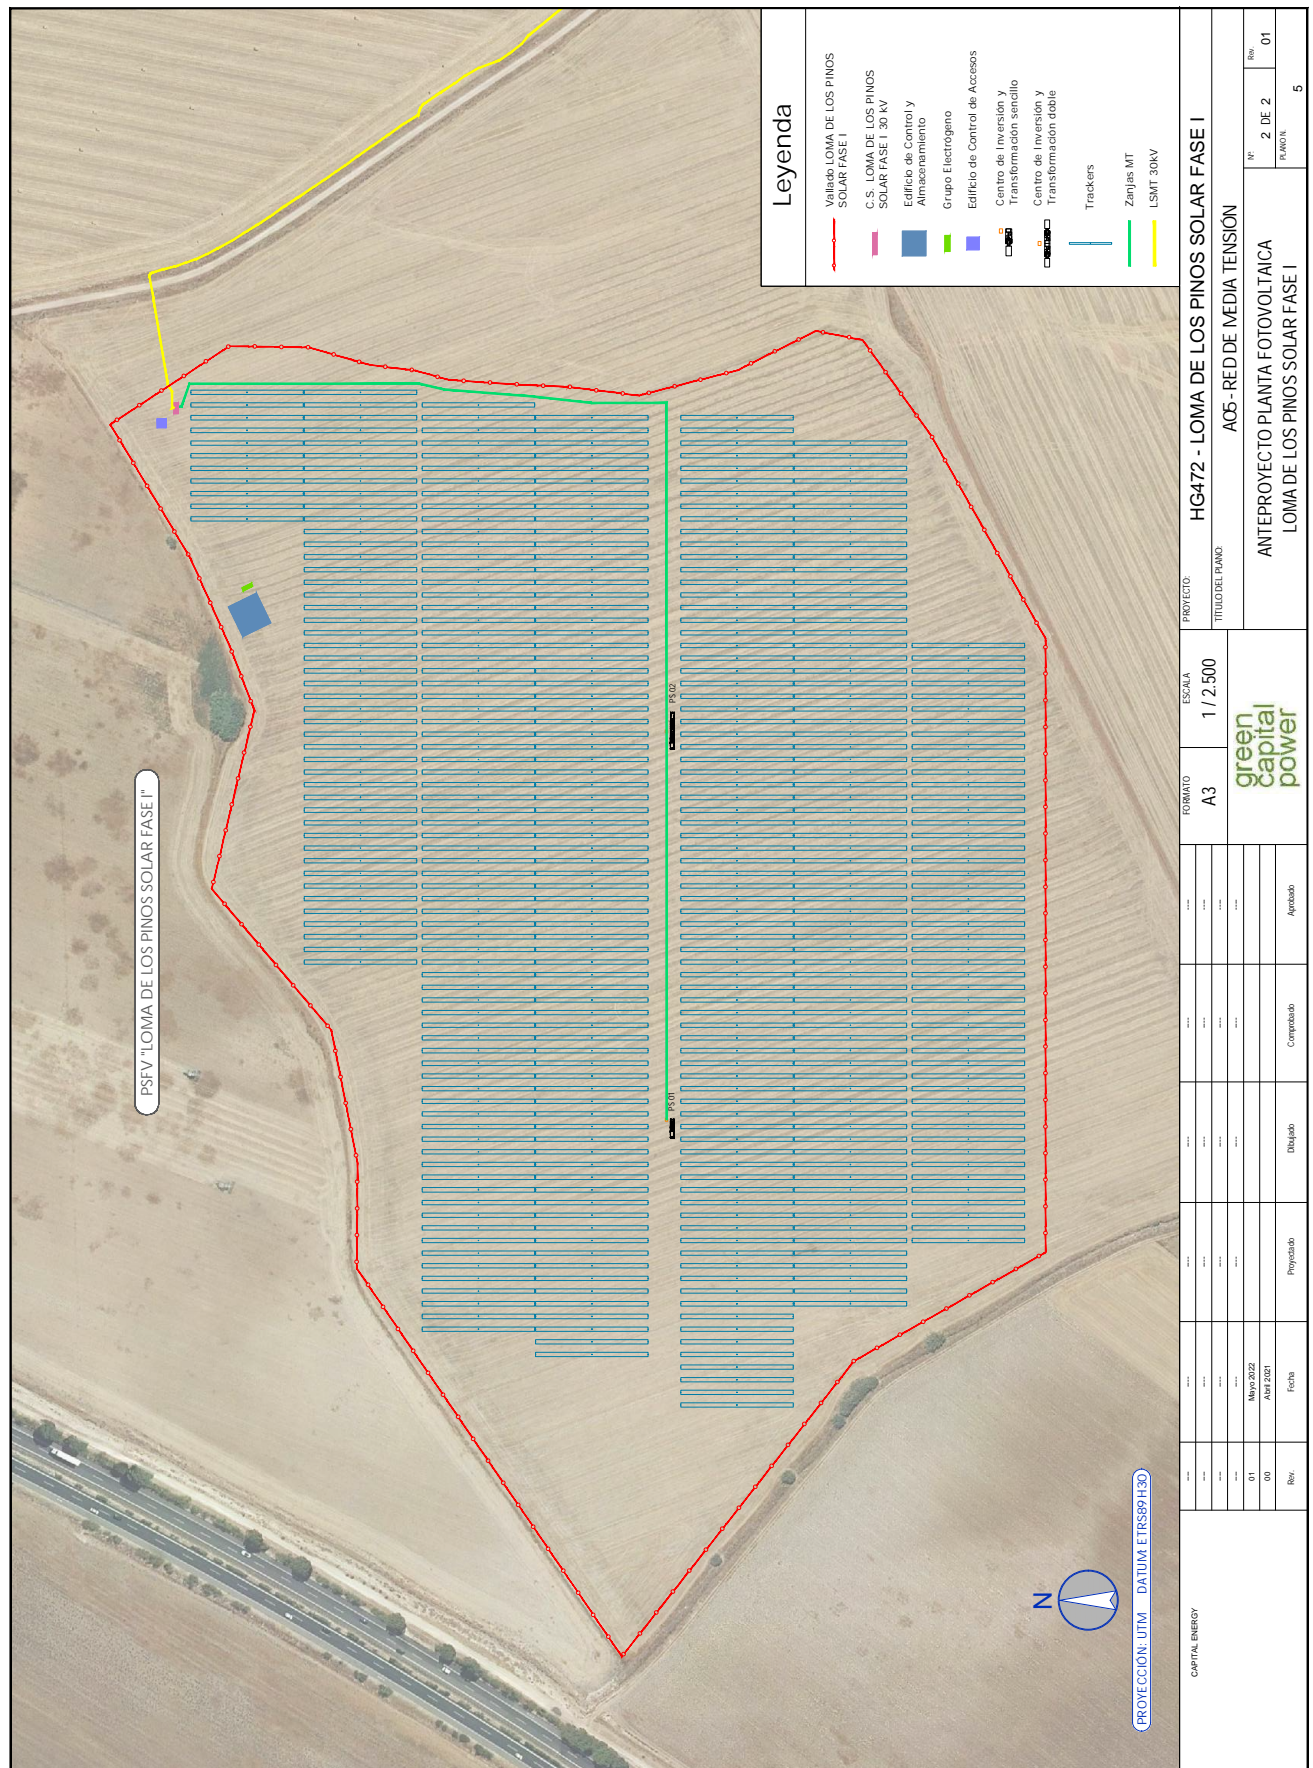 PSFV "LOMA DE LOS PINOS SOLAR FASE I"
PS 01
PS 02
N
PROYECCIÓN: UTM DATUM: ETRS89 H30
Leyenda
Vallado LOMA DE LOS PINOS
SOLAR FASE I
C.S. LOMA DE LOS PINOS
SOLAR FASE I 30 kV
Edificio de Control y
Almacenamiento
Grupo Electrógeno
Edificio de Control de Accesos
Centro de Inversión y
Transformación sencillo
Centro de Inversión y
Transformación doble
Trackers
Zanjas MT
LSMT 30kV
CAPITAL ENERGY
--- --- --- --- --- ---
--- --- --- --- --- ---
--- --- --- --- --- ---
--- --- --- --- --- ---
01 Mayo 2022
00 Abril 2021
Rev. Fecha Proyectado Dibujado Comprobado Aprobado
FORMATO
A3
ESCALA
1 / 2.500
green
capital
power
PROYECTO:
HG472 - LOMA DE LOS PINOS SOLAR FASE I
TÍTULO DEL PLANO:
A05 - RED DE MEDIA TENSIÓN
ANTEPROYECTO PLANTA FOTOVOLTAICA
LOMA DE LOS PINOS SOLAR FASE I
Nº
2 DE 2
Rev.
01
PLANO N.
5